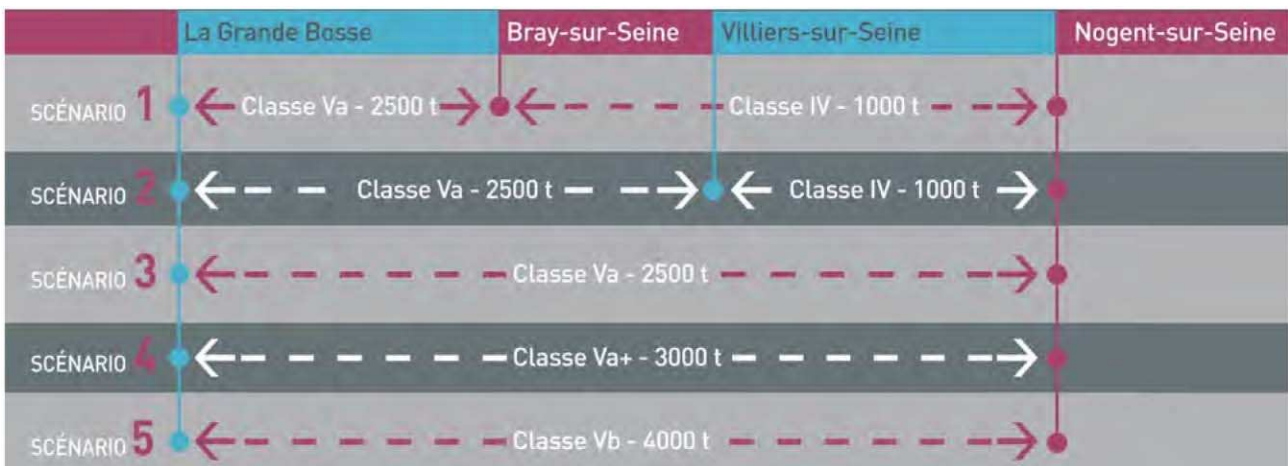 La Grande Bosse Bray-sur-Seine Villiers-sur-Seine Nogent-sur-Seine
SCÉNARIO 1 Classe Va - 2500 t Classe IV - 1000 t
SCÉNARIO 2 Classe Va - 2500 t Classe IV - 1000 t
SCÉNARIO 3 Classe Va - 2500 t
SCÉNARIO 4 Classe Va+ - 3000 t
SCÉNARIO 5 Classe Vb - 4000 t